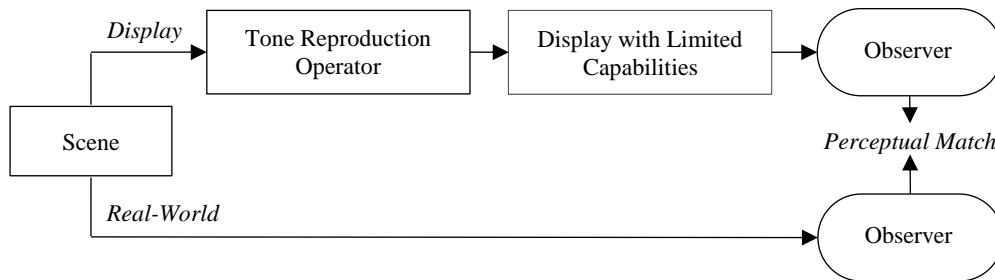 Display
Tone Reproduction
Operator
Display with Limited
Capabilities
Observer
Scene
Perceptual Match
Real-World
Observer